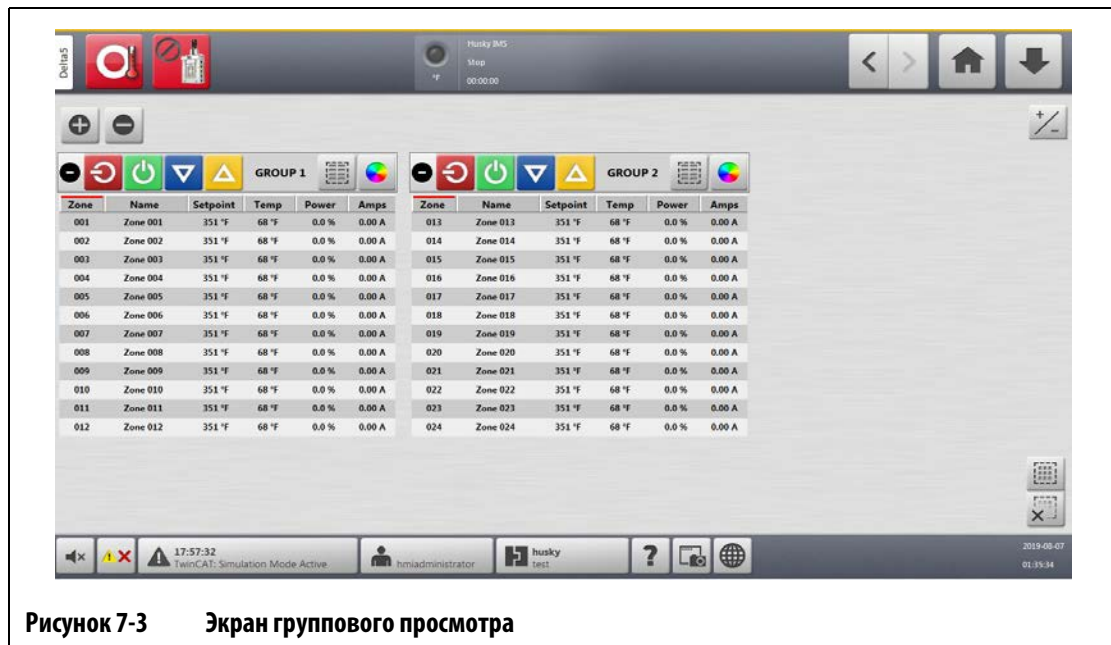 Delta5
Husky IMS
Stop
°F
00:00:00
GROUP 1
GROUP 2
Zone Name Setpoint Temp Power Amps Zone Name Setpoint Temp Power Amps
001 Zone 001 351 °F 68 °F 0.0 % 0.00 A 013 Zone 013 351 °F 68 °F 0.0 % 0.00 A
002 Zone 002 351 °F 68 °F 0.0 % 0.00 A 014 Zone 014 351 °F 68 °F 0.0 % 0.00 A
003 Zone 003 351 °F 68 °F 0.0 % 0.00 A 015 Zone 015 351 °F 68 °F 0.0 % 0.00 A
004 Zone 004 351 °F 68 °F 0.0 % 0.00 A 016 Zone 016 351 °F 68 °F 0.0 % 0.00 A
005 Zone 005 351 °F 68 °F 0.0 % 0.00 A 017 Zone 017 351 °F 68 °F 0.0 % 0.00 A
006 Zone 006 351 °F 68 °F 0.0 % 0.00 A 018 Zone 018 351 °F 68 °F 0.0 % 0.00 A
007 Zone 007 351 °F 68 °F 0.0 % 0.00 A 019 Zone 019 351 °F 68 °F 0.0 % 0.00 A
008 Zone 008 351 °F 68 °F 0.0 % 0.00 A 020 Zone 020 351 °F 68 °F 0.0 % 0.00 A
009 Zone 009 351 °F 68 °F 0.0 % 0.00 A 021 Zone 021 351 °F 68 °F 0.0 % 0.00 A
010 Zone 010 351 °F 68 °F 0.0 % 0.00 A 022 Zone 022 351 °F 68 °F 0.0 % 0.00 A
011 Zone 011 351 °F 68 °F 0.0 % 0.00 A 023 Zone 023 351 °F 68 °F 0.0 % 0.00 A
012 Zone 012 351 °F 68 °F 0.0 % 0.00 A 024 Zone 024 351 °F 68 °F 0.0 % 0.00 A
17:57:32
TwinCAT: Simulation Mode Active
hmiadministrator
husky
test
2019-08-07
01:35:34
Рисунок 7-3 Экран группового просмотра